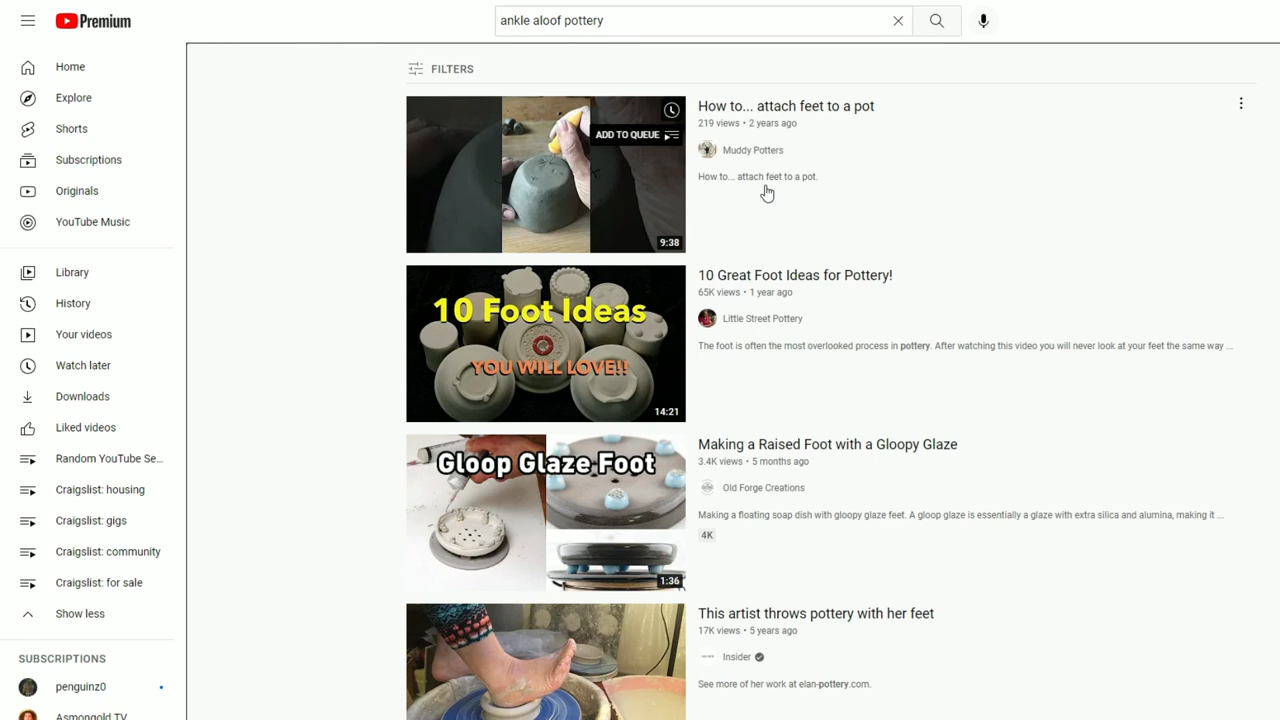 Premium
ankle aloof pottery
Home
Explore
Shorts
Subscriptions
Originals
YouTube Music
Library
History
Your videos
Watch later
Downloads
Liked videos
Random YouTube Se...
Craigslist: housing
Craigslist: gigs
Craigslist: community
Craigslist: for sale
Show less
SUBSCRIPTIONS
penguinz0
Asmongold TV
FILTERS
ADD TO QUEUE
9:38
How to... attach feet to a pot
219 views • 2 years ago
Muddy Potters
How to... attach feet to a pot.
10 Foot Ideas
YOU WILL LOVE!!
14:21
10 Great Foot Ideas for Pottery!
65K views • 1 year ago
Little Street Pottery
The foot is often the most overlooked process in pottery. After watching this video you will never look at your feet the same way ...
Gloop Glaze Foot
1:36
Making a Raised Foot with a Gloopy Glaze
3.4K views • 5 months ago
Old Forge Creations
Making a floating soap dish with gloopy glaze feet. A gloop glaze is essentially a glaze with extra silica and alumina, making it ...
4K
This artist throws pottery with her feet
17K views • 5 years ago
Insider
See more of her work at elan-pottery.com.